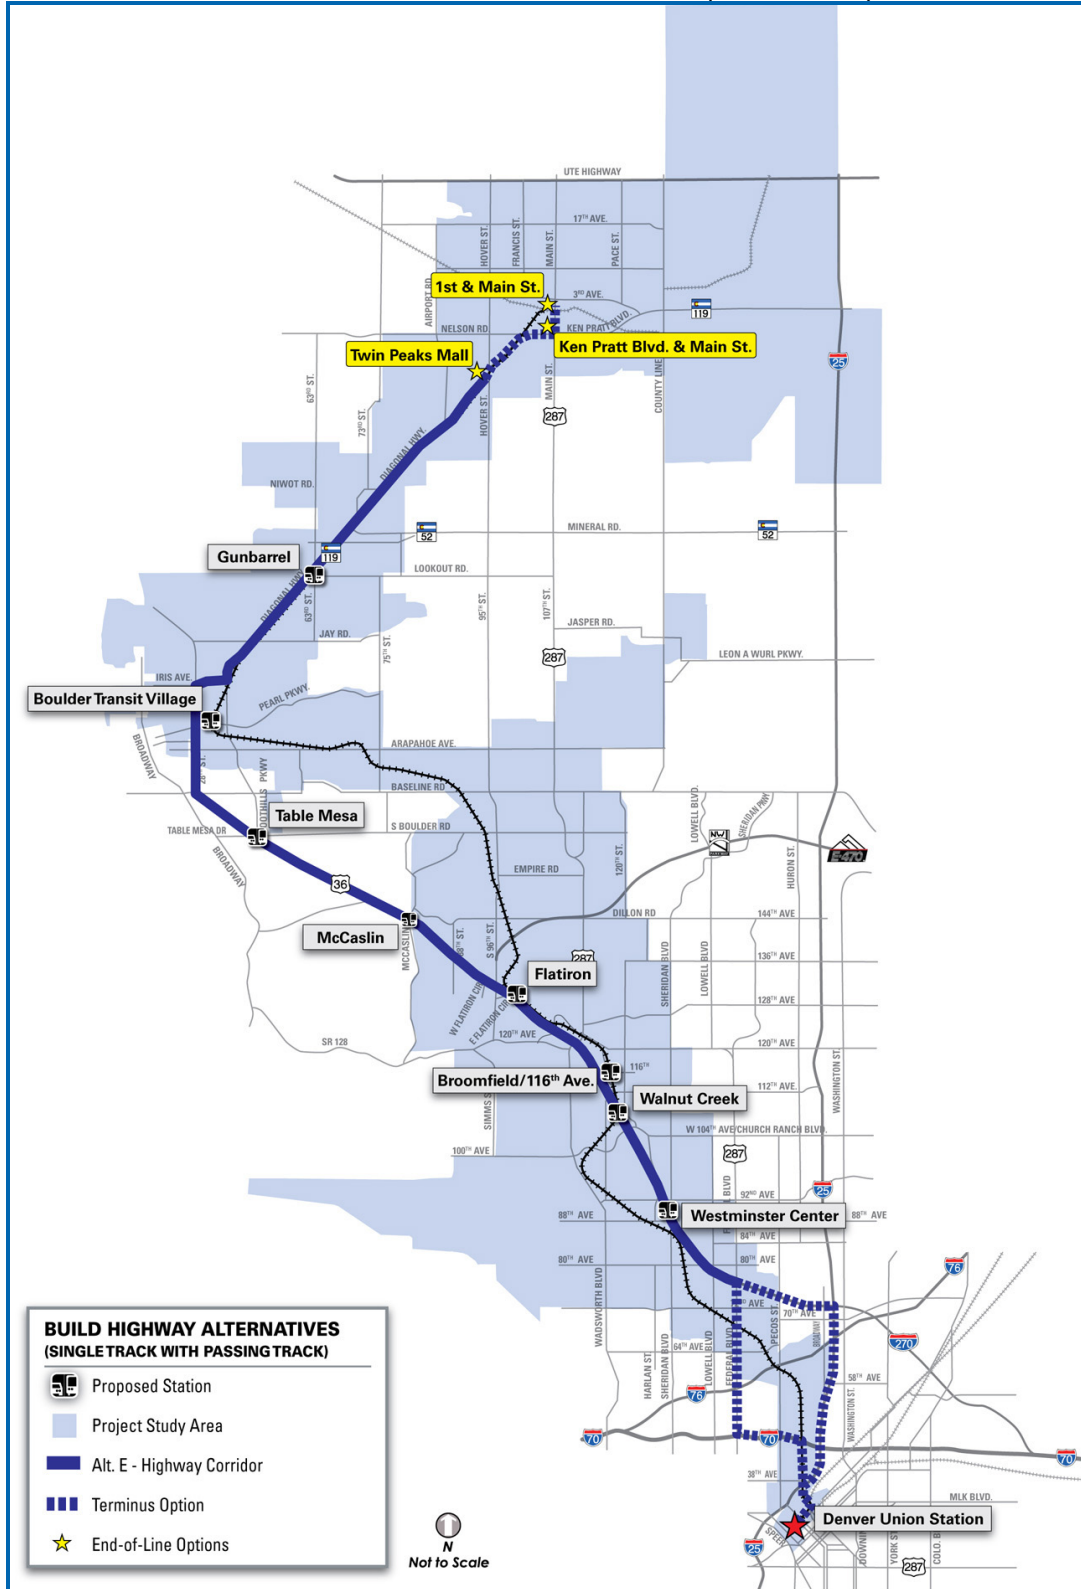 UTE HIGHWAY
17TH AVE.
HOVER ST.
FRANCIS ST.
MAIN ST.
PACE ST.
AIRPORT RD
1st & Main St.
3RD AVE.
119
NELSON RD.
KEN PRATT BLVD.
Ken Pratt Blvd. & Main St.
Twin Peaks Mall
25
63RD ST.
73RD ST.
HOVER ST.
MAIN ST.
COUNTY LINE
287
DIAGONAL HWY.
NIWOT RD.
52
MINERAL RD.
52
Gunbarrel
119
LOOKOUT RD.
DIAGONAL HWY
63RD ST.
95TH ST.
107TH ST.
JAY RD.
75TH ST.
JASPER RD.
287
LEON A WURL PKWY.
IRIS AVE.
Boulder Transit Village
PEARL PKWY.
BROADWAY
ARAPAHOE AVE.
28TH ST.
FOOTHILLS PKWY
BASELINE RD
Table Mesa
TABLE MESA DR
S BOULDER RD
LOWELL BLVD.
SHERIDAN PKWY
NW
E-470
BROADWAY
EMPIRE RD
120TH ST.
HURON ST.
36
DILLON RD
144TH AVE
McCaslin
MCCASLIN
88TH ST.
S 96TH ST.
287
SHERIDAN BLVD
LOWELL BLVD.
136TH AVE
Flatiron
W FLATIRON CIR
E FLATIRON CIR
128TH AVE
SR 128
120TH AVE
120TH AVE
116TH
Broomfield/116th Ave.
112TH AVE.
WASHINGTON ST.
Walnut Creek
SIMMS ST
W 104TH AVE/CHURCH RANCH BLVD.
100TH AVE
287
92ND AVE
25
88TH AVE
Westminster Center
88TH AVE
84TH AVE
80TH AVE
80TH AVE
76
WADSWORTH BLVD
AVE
70TH AVE
PECOS ST.
BROADWAY
270
64TH AVE
HARLAN ST.
SHERIDAN BLVD
LOWELL BLVD
FEDERAL BLVD
58TH AVE
76
WASHINGTON ST.
70
70
70
38TH AVE
MLK BLVD.
Denver Union Station
SPEER
25
DOWNING
YORK ST
COLO. B
287
BUILD HIGHWAY ALTERNATIVES
(SINGLE TRACK WITH PASSING TRACK)
Proposed Station
Project Study Area
Alt. E - Highway Corridor
Terminus Option
End-of-Line Options
N
Not to Scale